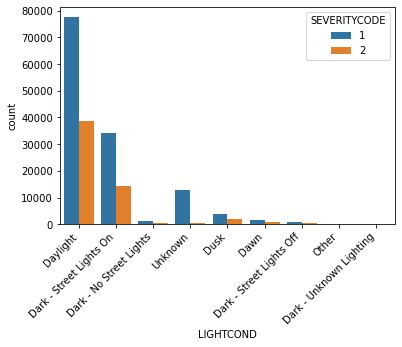 SEVERITYCODE
1
2
80000
70000
60000
50000
40000
30000
20000
10000
0
count
Daylight
Dark - Street Lights On
Dark - No Street Lights
Unknown
Dusk
Dawn
Dark - Street Lights Off
Other
Dark - Unknown Lighting
LIGHTCOND